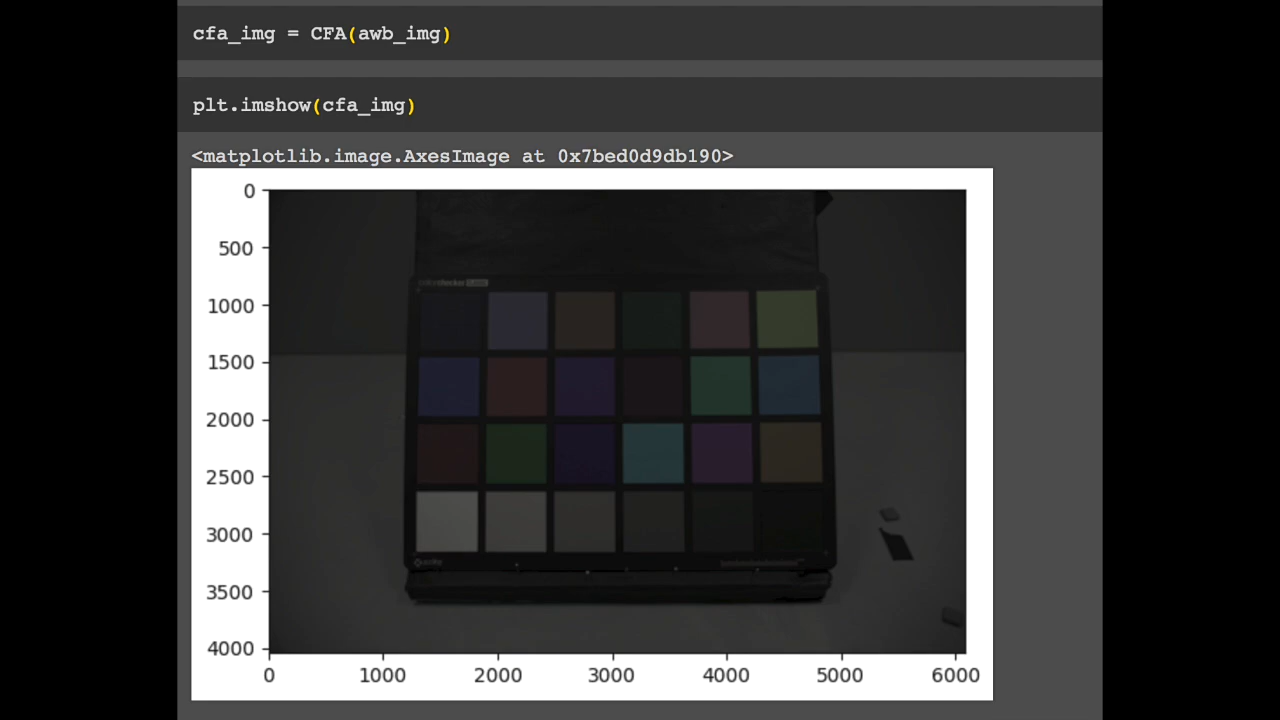 cfa_img = CFA(awb_img)
plt.imshow(cfa_img)
<matplotlib.image.AxesImage at 0x7bed0d9db190>
0
500
1000
1500
2000
2500
3000
3500
4000
0 1000 2000 3000 4000 5000 6000